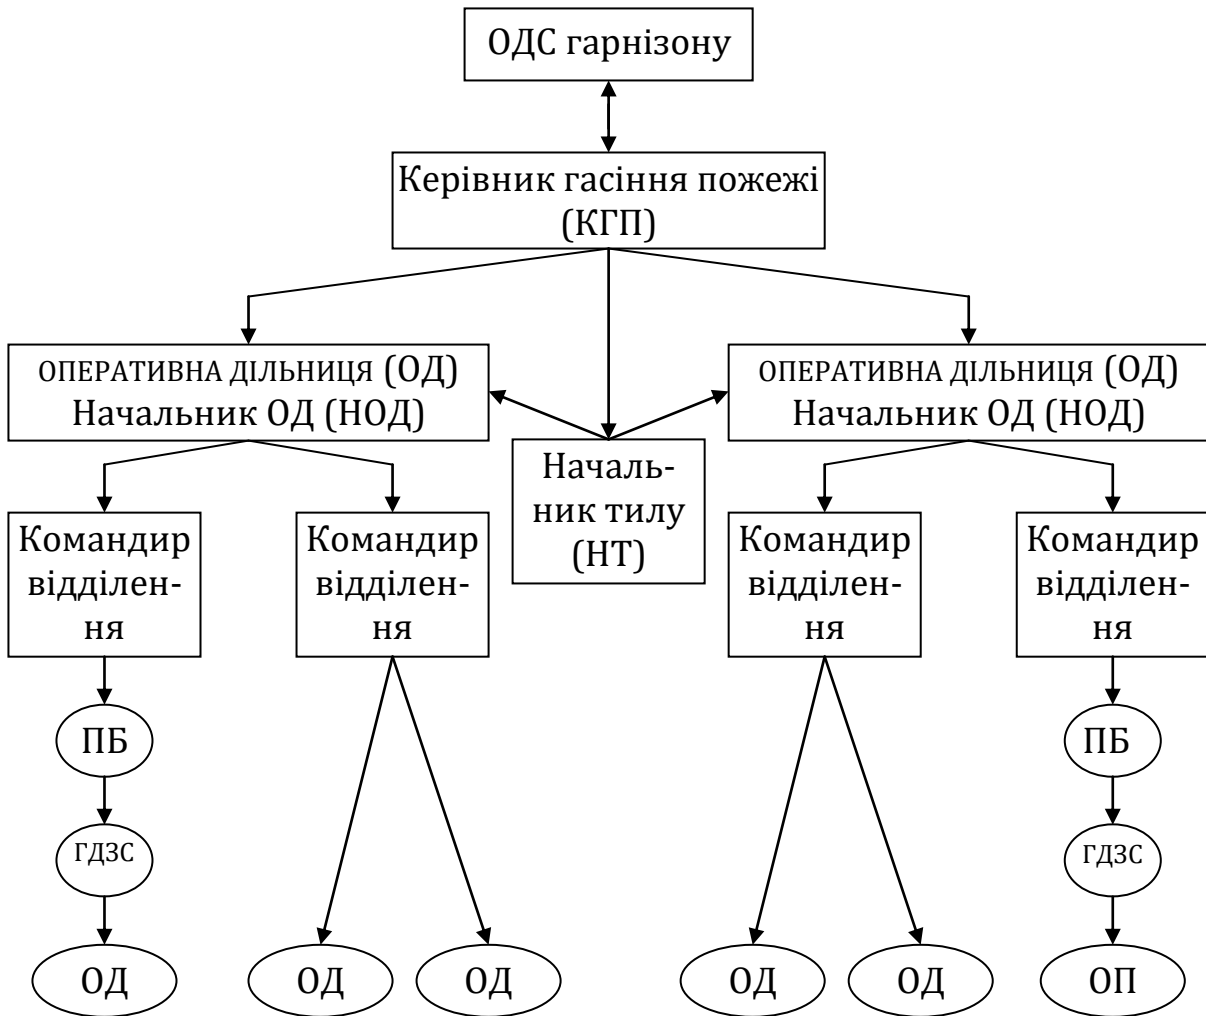 ОДС гарнізону
Керівник гасіння пожежі
(КГП)
ОПЕРАТИВНА ДІЛЬНИЦЯ (ОД)
Начальник ОД (НОД)
ОПЕРАТИВНА ДІЛЬНИЦЯ (ОД)
Начальник ОД (НОД)
Началь-
ник тилу
(НТ)
Командир
відділен-
ня
Командир
відділен-
ня
Командир
відділен-
ня
Командир
відділен-
ня
ПБ
ПБ
ГДЗС
ГДЗС
ОД
ОД
ОД
ОД
ОД
ОП